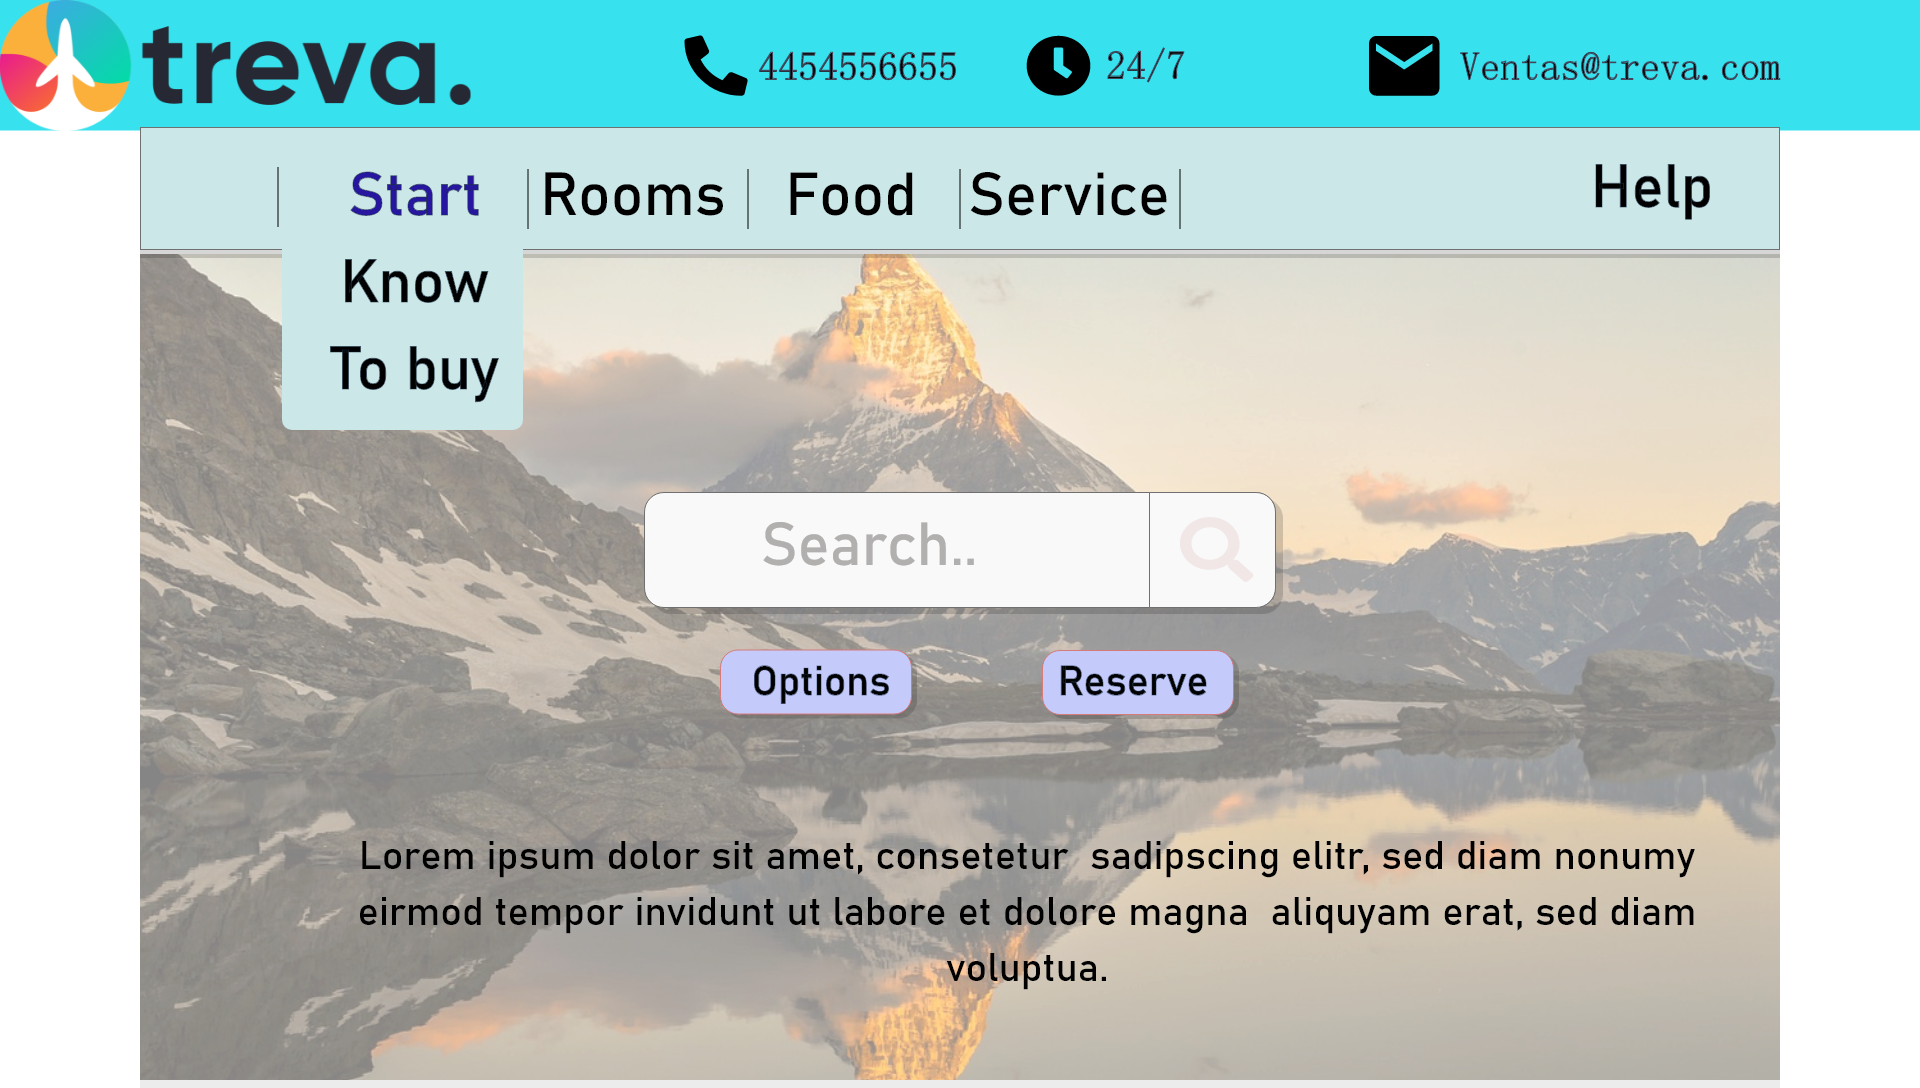 treva.
4454556655
24/7
Ventas@treva.com
Start
Rooms
Food
Service
Help
Know
To buy
Search..
Options
Reserve
Lorem ipsum dolor sit amet, consetetur  sadipscing elitr, sed diam nonumy
eirmod tempor invidunt ut labore et dolore magna  aliquyam erat, sed diam
voluptua.